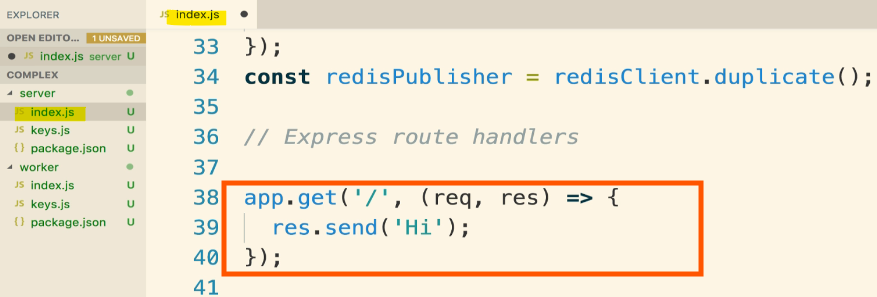 EXPLORER
OPEN EDITO... 1 UNSAVED
● JS index.js server U
COMPLEX
server
JS index.js U
JS keys.js U
{} package.json U
worker
JS index.js U
JS keys.js U
{} package.json U
JS index.js ●
33 });
34 const redisPublisher = redisClient.duplicate();
35
36 // Express route handlers
37
38 app.get('/', (req, res) => {
39   res.send('Hi');
40 });
41